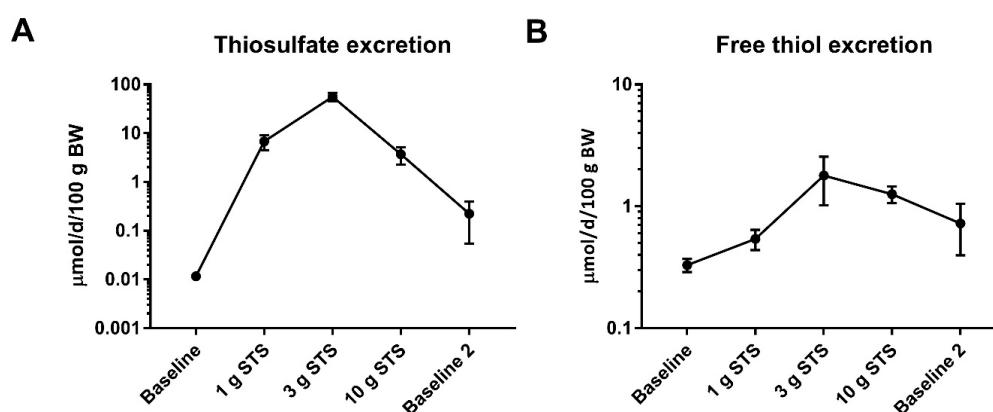 A
Thiosulfate excretion
μmol/d/100 g BW
100
10
1
0.1
0.01
0.001
Baseline
1 g STS
3 g STS
10 g STS
Baseline 2
B
Free thiol excretion
μmol/d/100 g BW
10
1
0.1
Baseline
1 g STS
3 g STS
10 g STS
Baseline 2